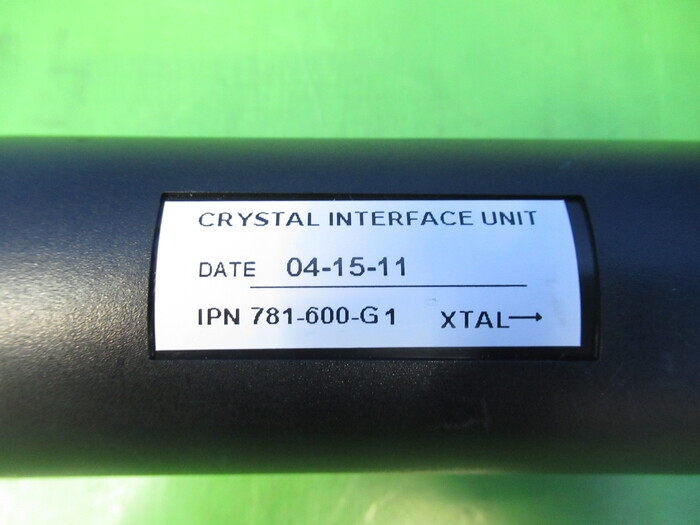 CRYSTAL INTERFACE UNIT
DATE 04-15-11
IPN 781-600-G1 XTAL→